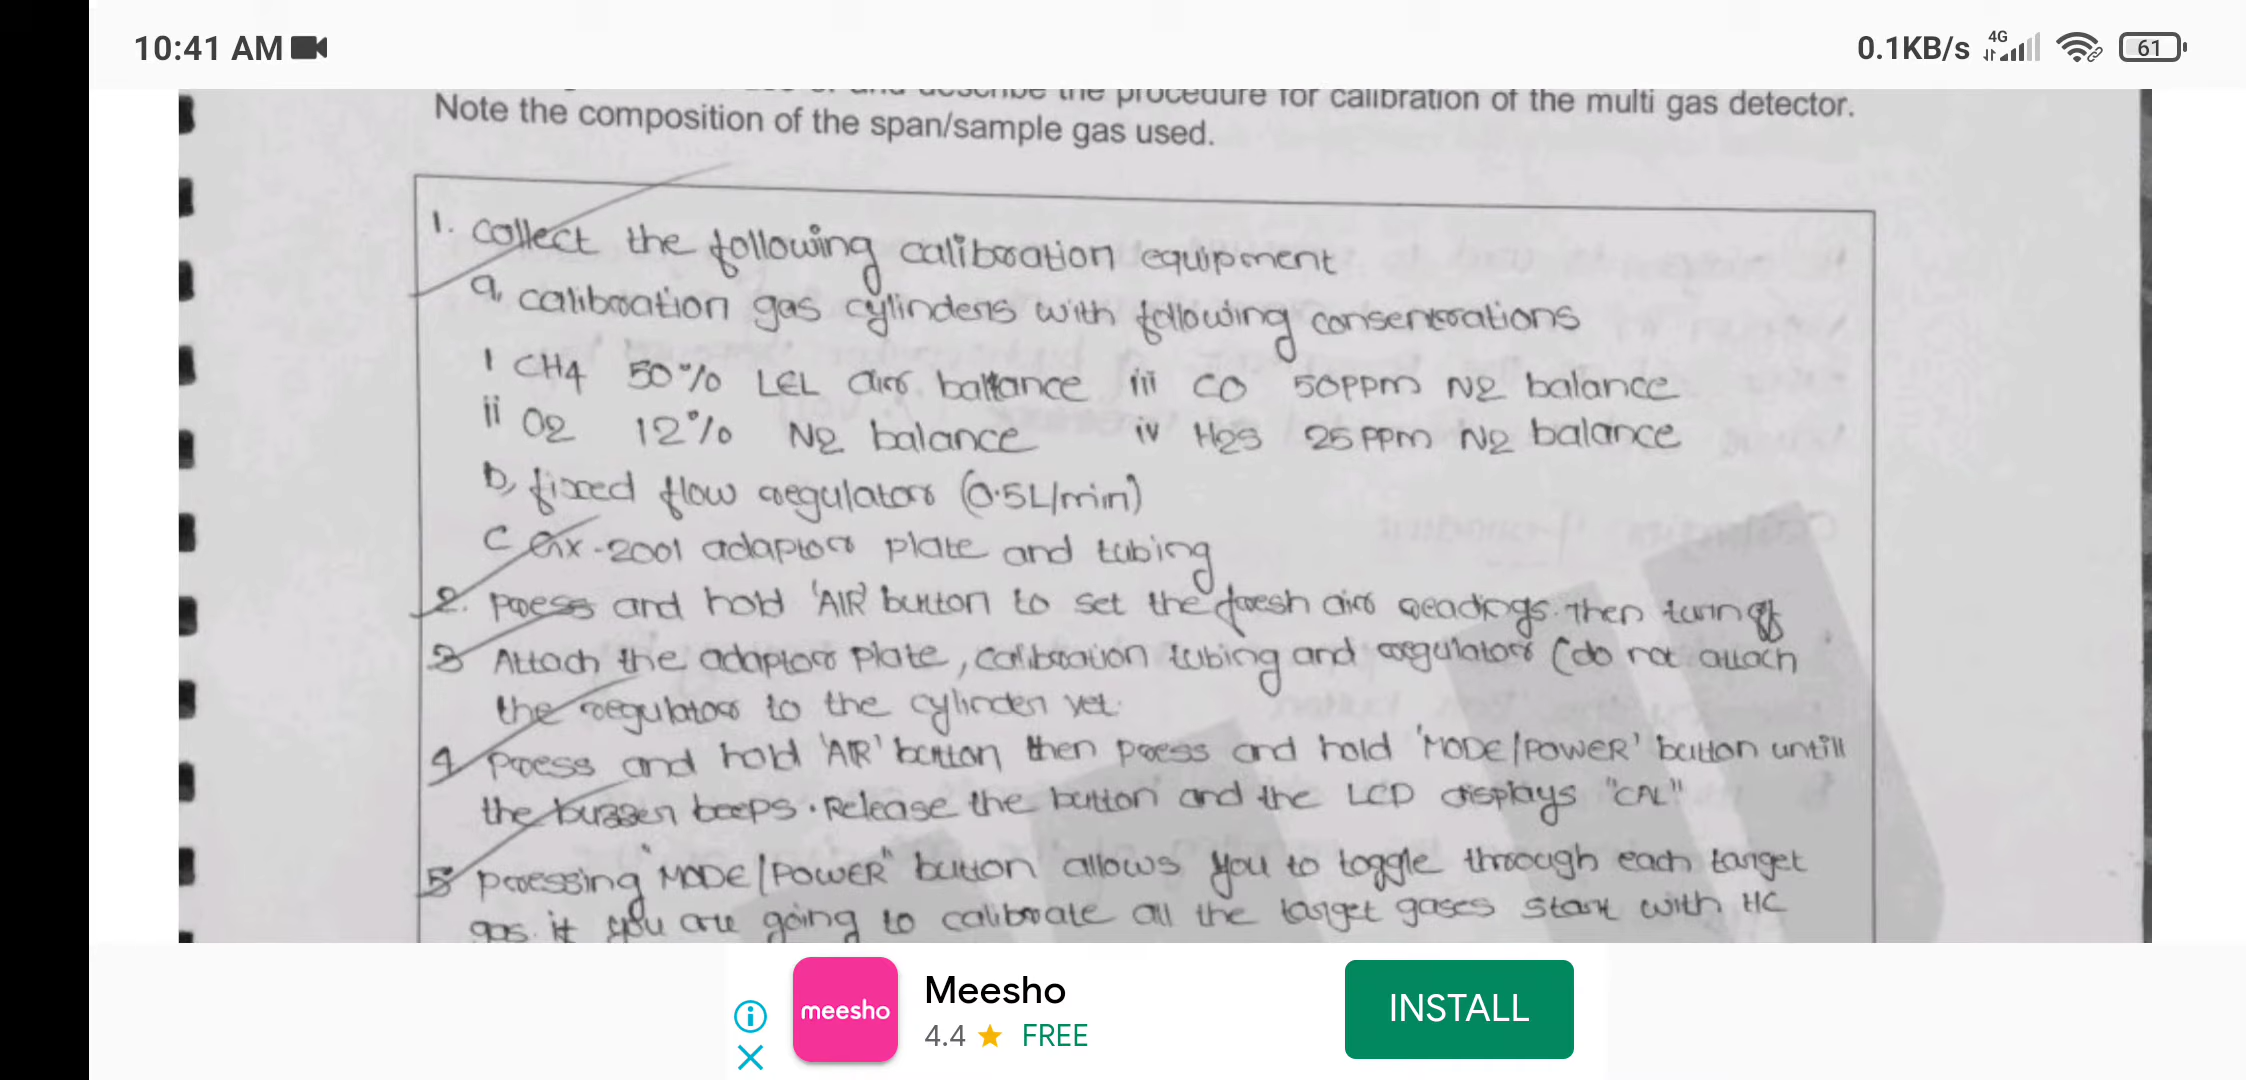 10:41 AM
0.1KB/s 4G 61
and describe the procedure for calibration of the multi gas detector.
Note the composition of the span/sample gas used.
1. Collect the following calibration equipment
a, calibration gas cylinders with following consentrations
i CH4 50% LEL air ballance iii CO 50PPm N2 balance
ii O2 12% N2 balance iv H2S 25 PPm N2 balance
b, fixed flow regulator (0.5L/min)
c Gx-2001 adaptor plate and tubing
2. Press and hold 'AIR' button to set the fresh air readings. Then turn off
3 Attach the adaptor plate, calibration tubing and regulator (do not attach
the regulator to the cylinder yet.
4 Press and hold 'AIR' button then press and hold 'MODE/POWER' button untill
the buzzer beeps. Release the button and the LCD displays "CAL"
5 pressing "MODE/POWER" button allows you to toggle through each target
gas. if you are going to calibrate all the target gases start with HC
meesho
Meesho
4.4 ★ FREE
INSTALL